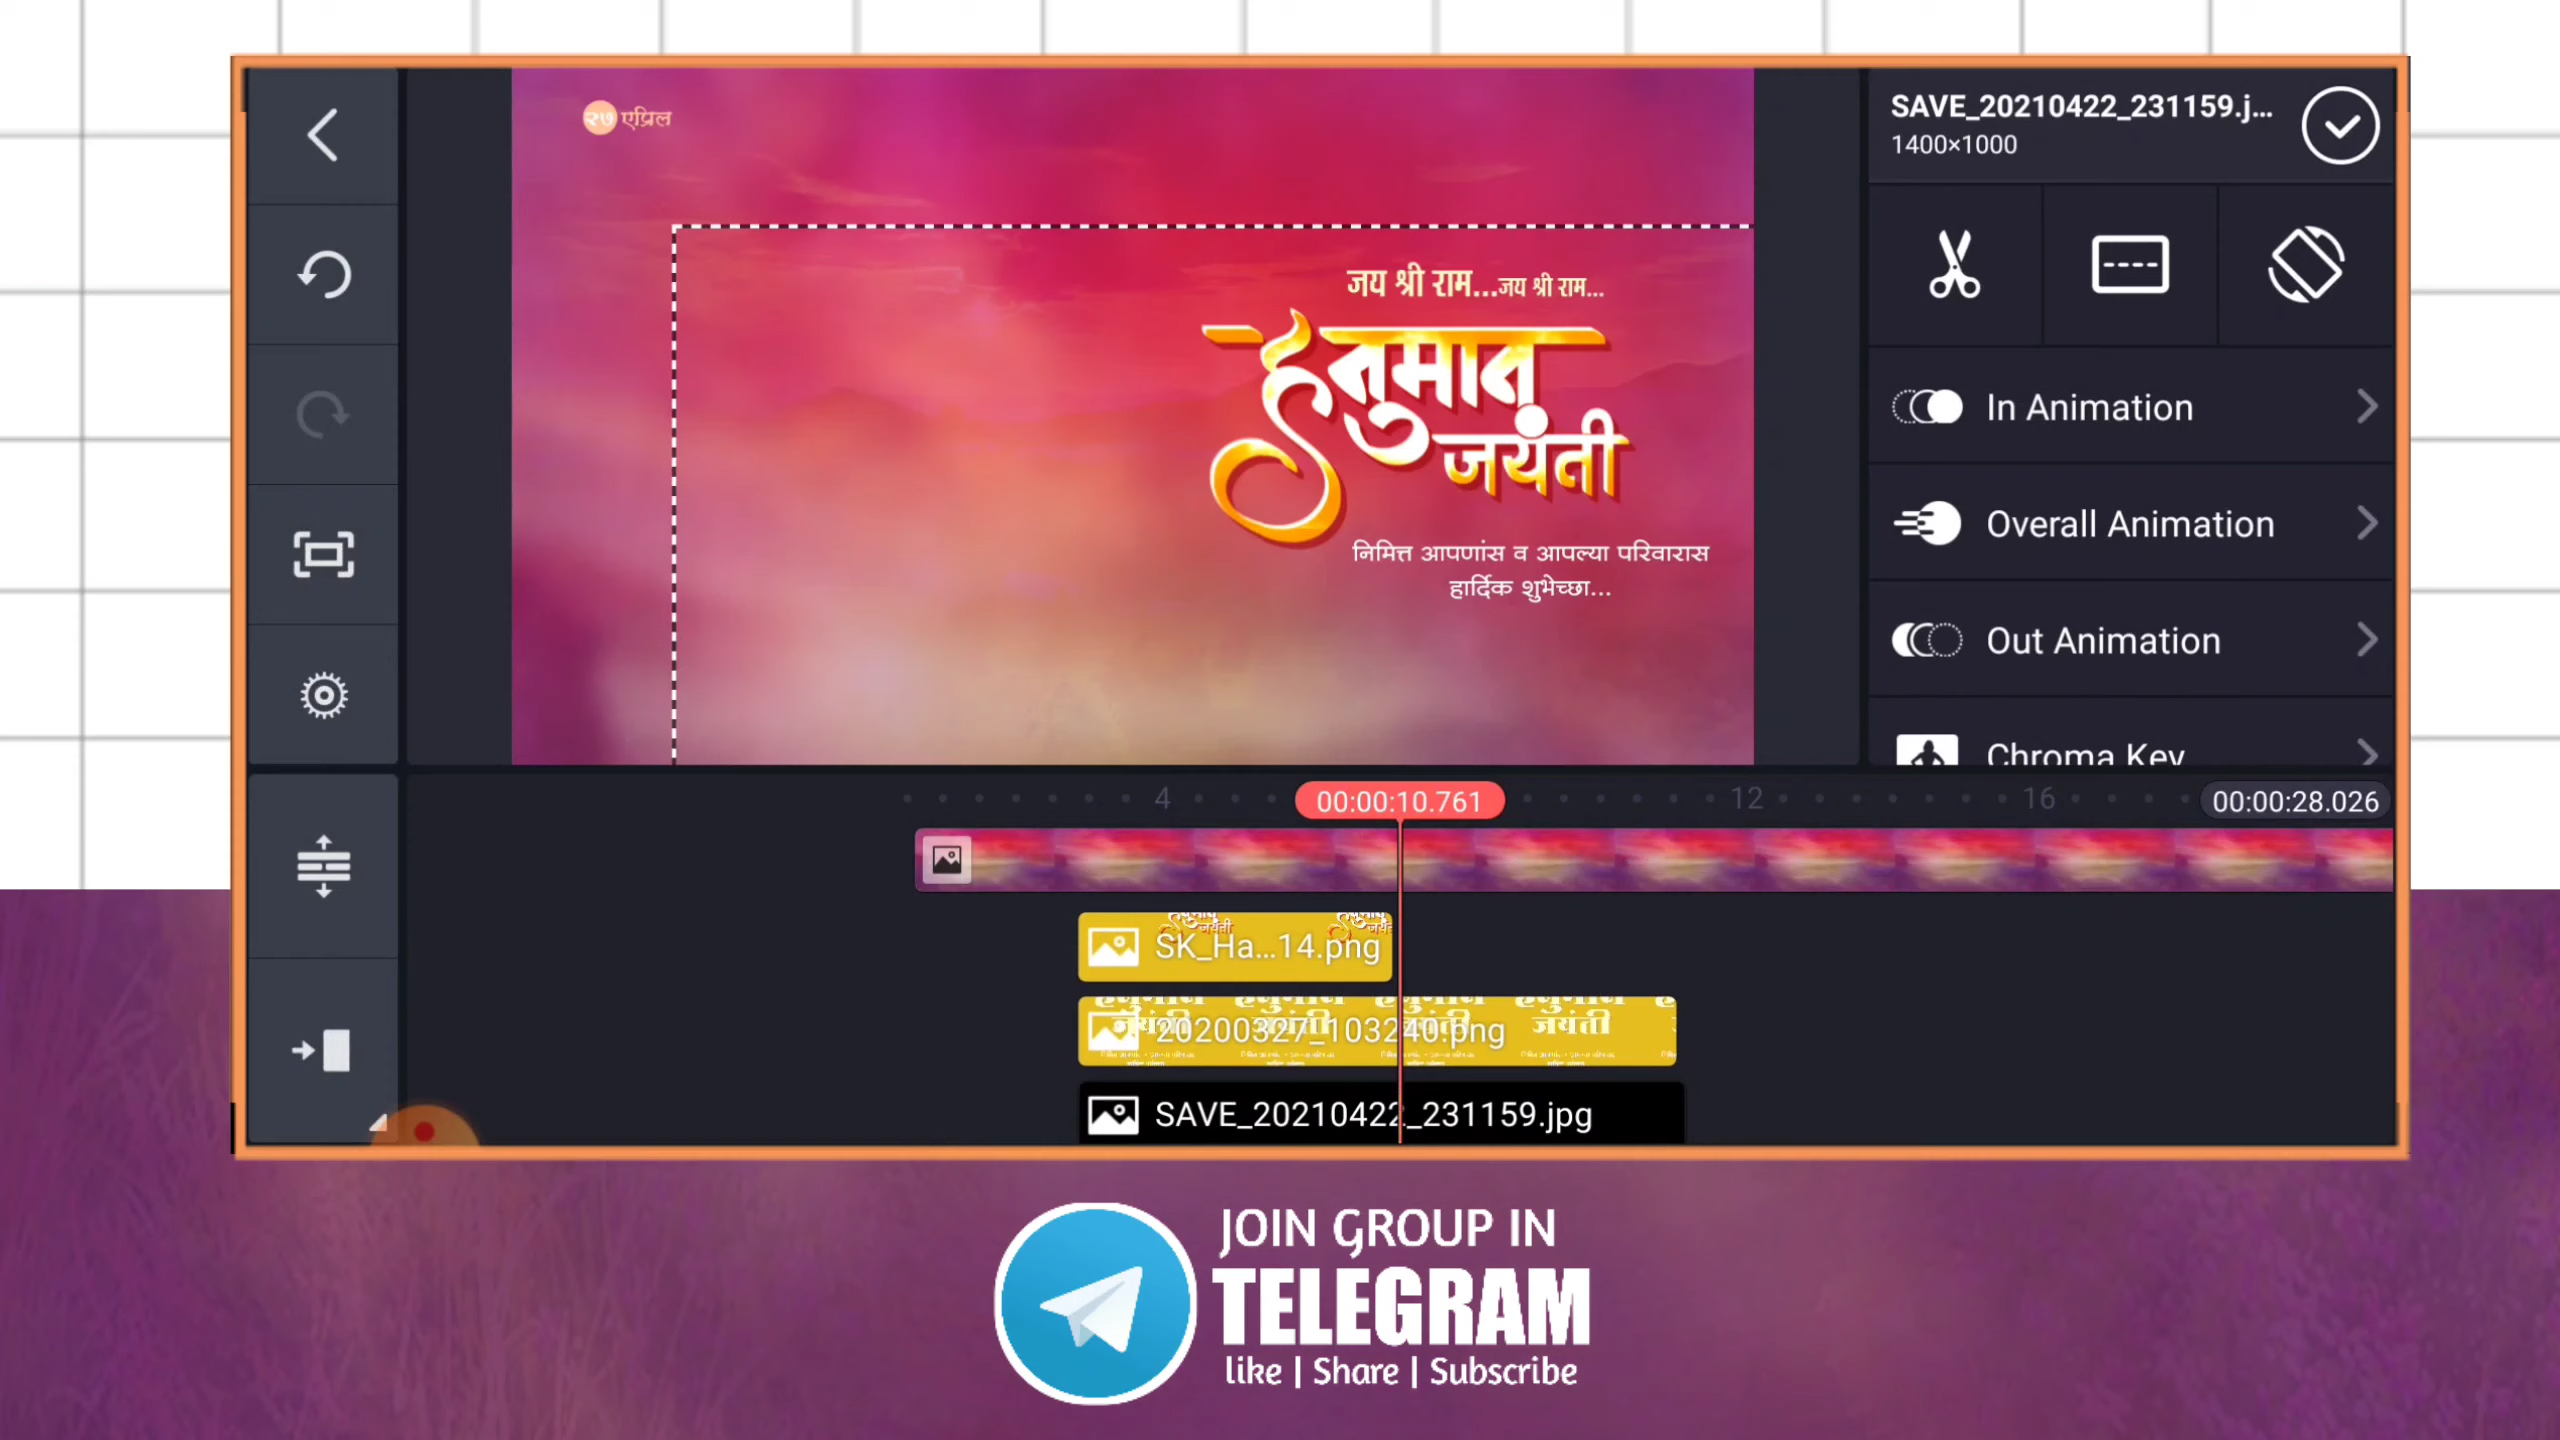 २७ एप्रिल
जय श्री राम...जय श्री राम...
हनुमान
जयंती
निमित्त आपणांस व आपल्या परिवारास
हार्दिक शुभेच्छा...
SAVE_20210422_231159.j...
1400×1000
In Animation
Overall Animation
Out Animation
Chroma Key
4
00:00:10.761
12
16
00:00:28.026
SK_Ha...14.png
20200327_103240.png
SAVE_20210422_231159.jpg
JOIN GROUP IN
TELEGRAM
like | Share | Subscribe